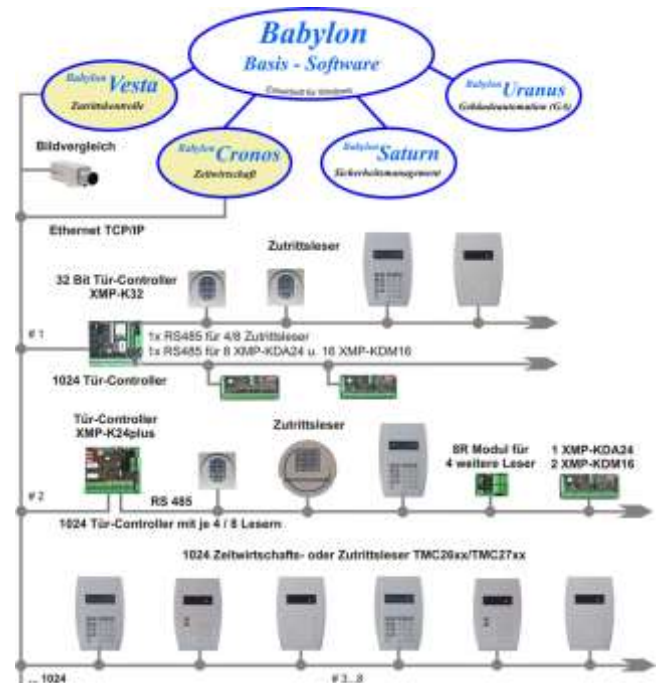 Babylon
Basis - Software
Babylon Vesta
Zutrittskontrolle
Babylon Uranus
Gebäudeautomation (GA)
Babylon Cronos
Zeitwirtschaft
Babylon Saturn
Sicherheitsmanagement
Bildvergleich
Ethernet TCP/IP
Zutrittsleser
32 Bit Tür-Controller
XMP-K32
# 1
1x RS485 für 4/8 Zutrittsleser
1x RS485 für 8 XMP-KDA24 u. 16 XMP-KDM16
1024 Tür-Controller
Tür-Controller
XMP-K24plus
Zutrittsleser
8R Modul für
4 weitere Leser
1 XMP-KDA24
2 XMP-KDM16
# 2
RS 485
1024 Tür-Controller mit je 4 / 8 Lesern
1024 Zeitwirtschafts- oder Zutrittsleser TMC26xx/TMC27xx
... 1024
# 3...8